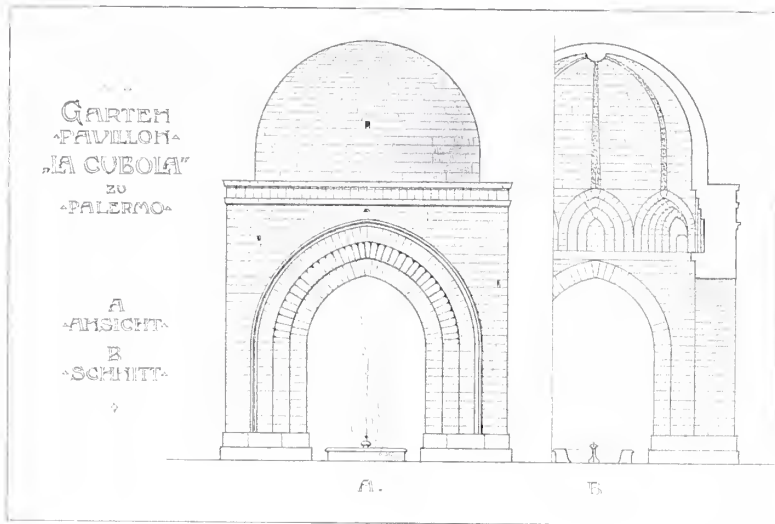 GARTEN
-PAVILLON-
„LA CUBOLA"
ZU
-PALERMO-
A
-ANSICHT-
B
-SCHNITT-
A.
B